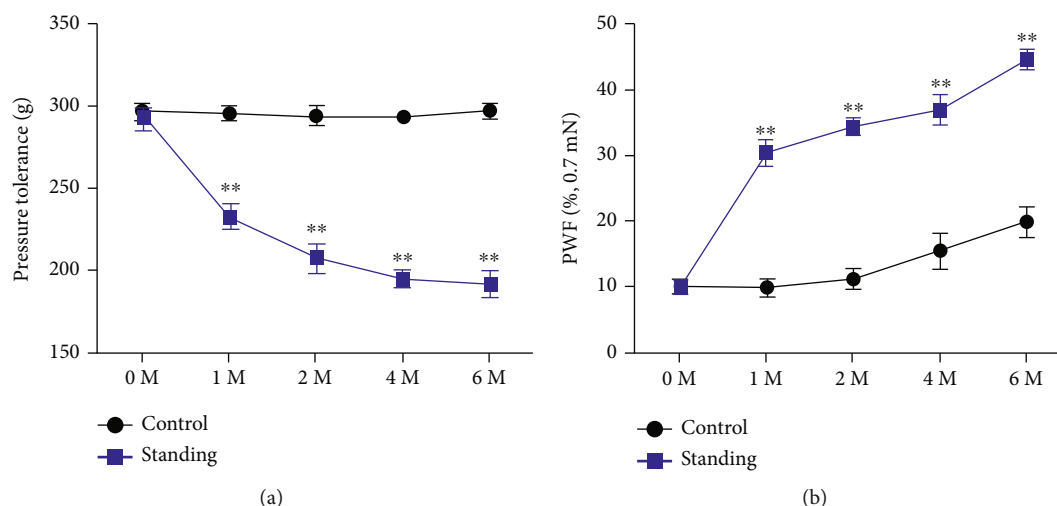 350
300
250
200
150
Pressure tolerance (g)
**
**
**
**
0 M 1 M 2 M 4 M 6 M
Control
Standing
(a)
50
40
30
20
10
0
PWF (%, 0.7 mN)
**
**
**
**
0 M 1 M 2 M 4 M 6 M
Control
Standing
(b)